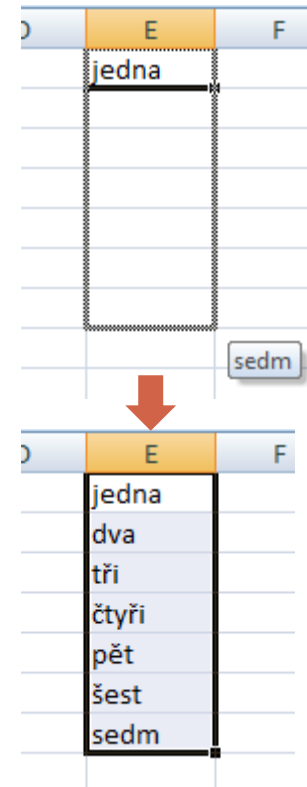 D E F
jedna
sedm
D E F
jedna
dva
tři
čtyři
pět
šest
sedm